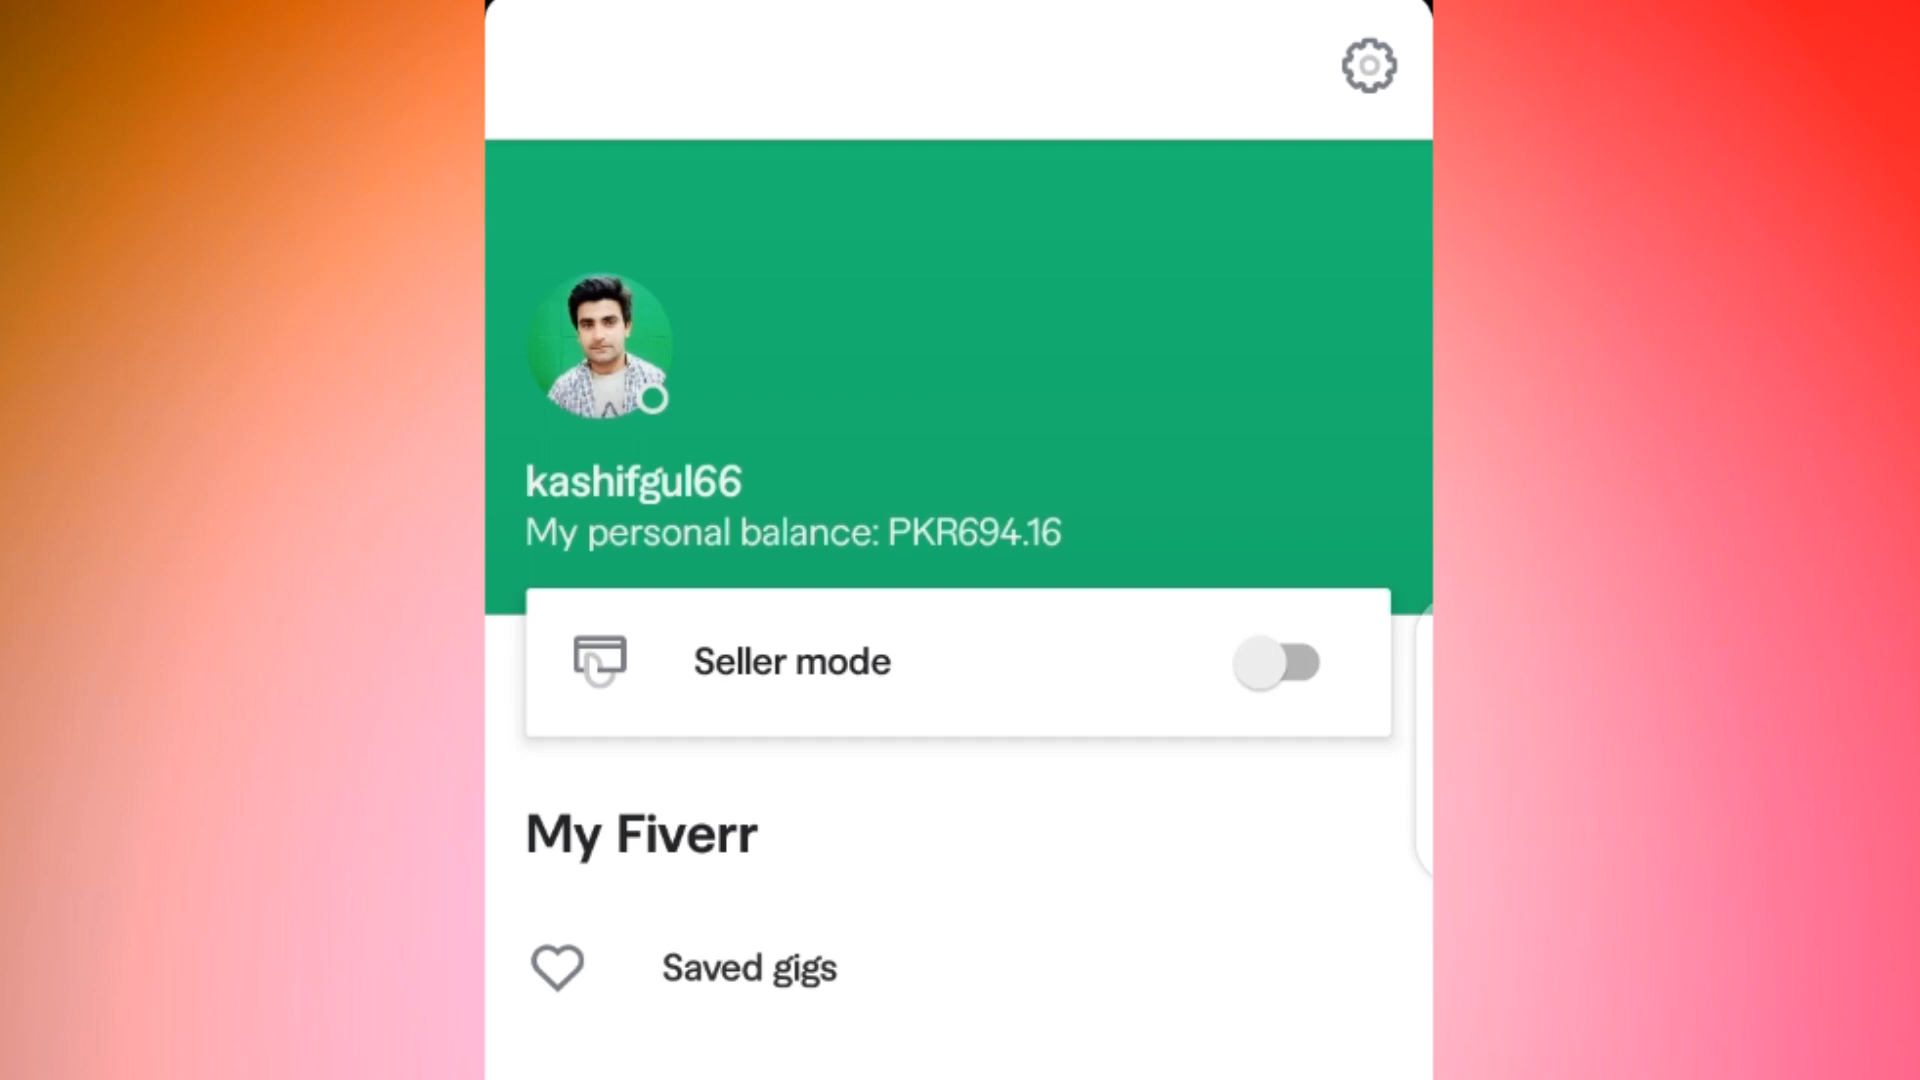 kashifgul66
My personal balance: PKR694.16
Seller mode
My Fiverr
Saved gigs